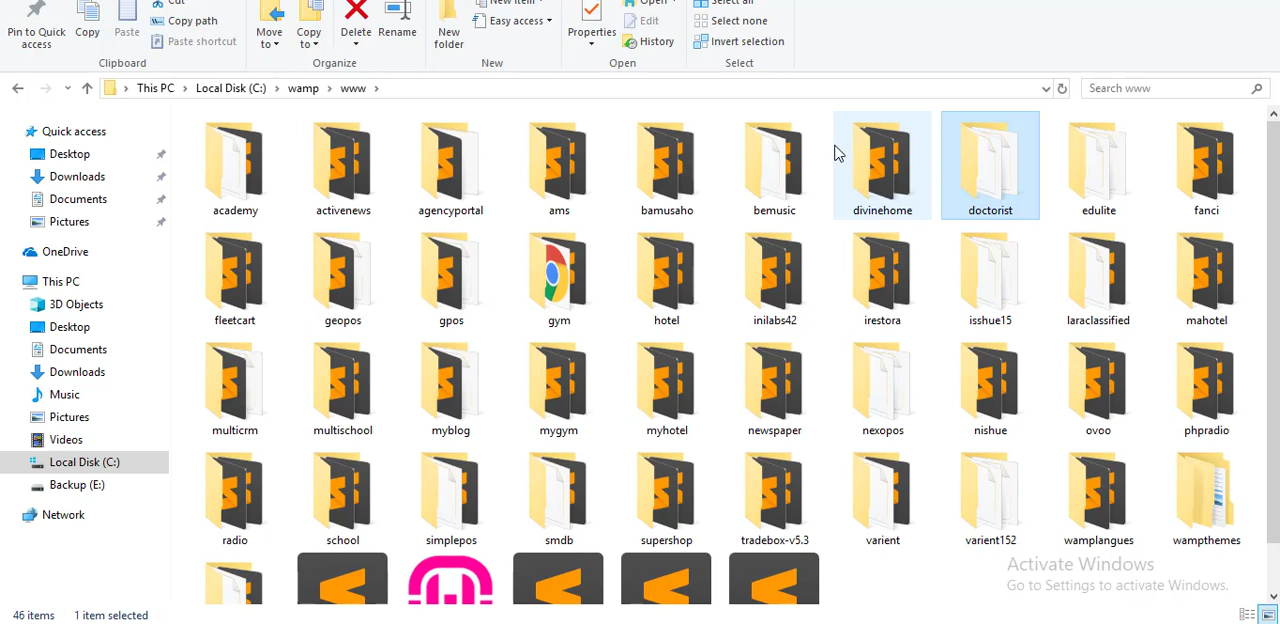 Cut
Copy path
Paste shortcut
Pin to Quick
access
Copy
Paste
Clipboard
Move
to
Copy
to
Delete
Rename
Organize
New item
Easy access
New
folder
New
Properties
Open
Edit
History
Open
Select all
Select none
Invert selection
Select
This PC
Local Disk (C:)
wamp
www
Search www
Quick access
Desktop
Downloads
Documents
Pictures
OneDrive
This PC
3D Objects
Desktop
Documents
Downloads
Music
Pictures
Videos
Local Disk (C:)
Backup (E:)
Network
academy activenews agencyportal ams bamusaho bemusic divinehome doctorist edulite fanci
fleetcart geopos gpos gym hotel inilabs42 irestora isshue15 laraclassified mahotel
multicrm multischool myblog mygym myhotel newspaper nexopos nishue ovoo phpradio
radio school simplepos smdb supershop tradebox-v5.3 varient varient152 wamplangues wampthemes
Activate Windows
Go to Settings to activate Windows.
46 items 1 item selected